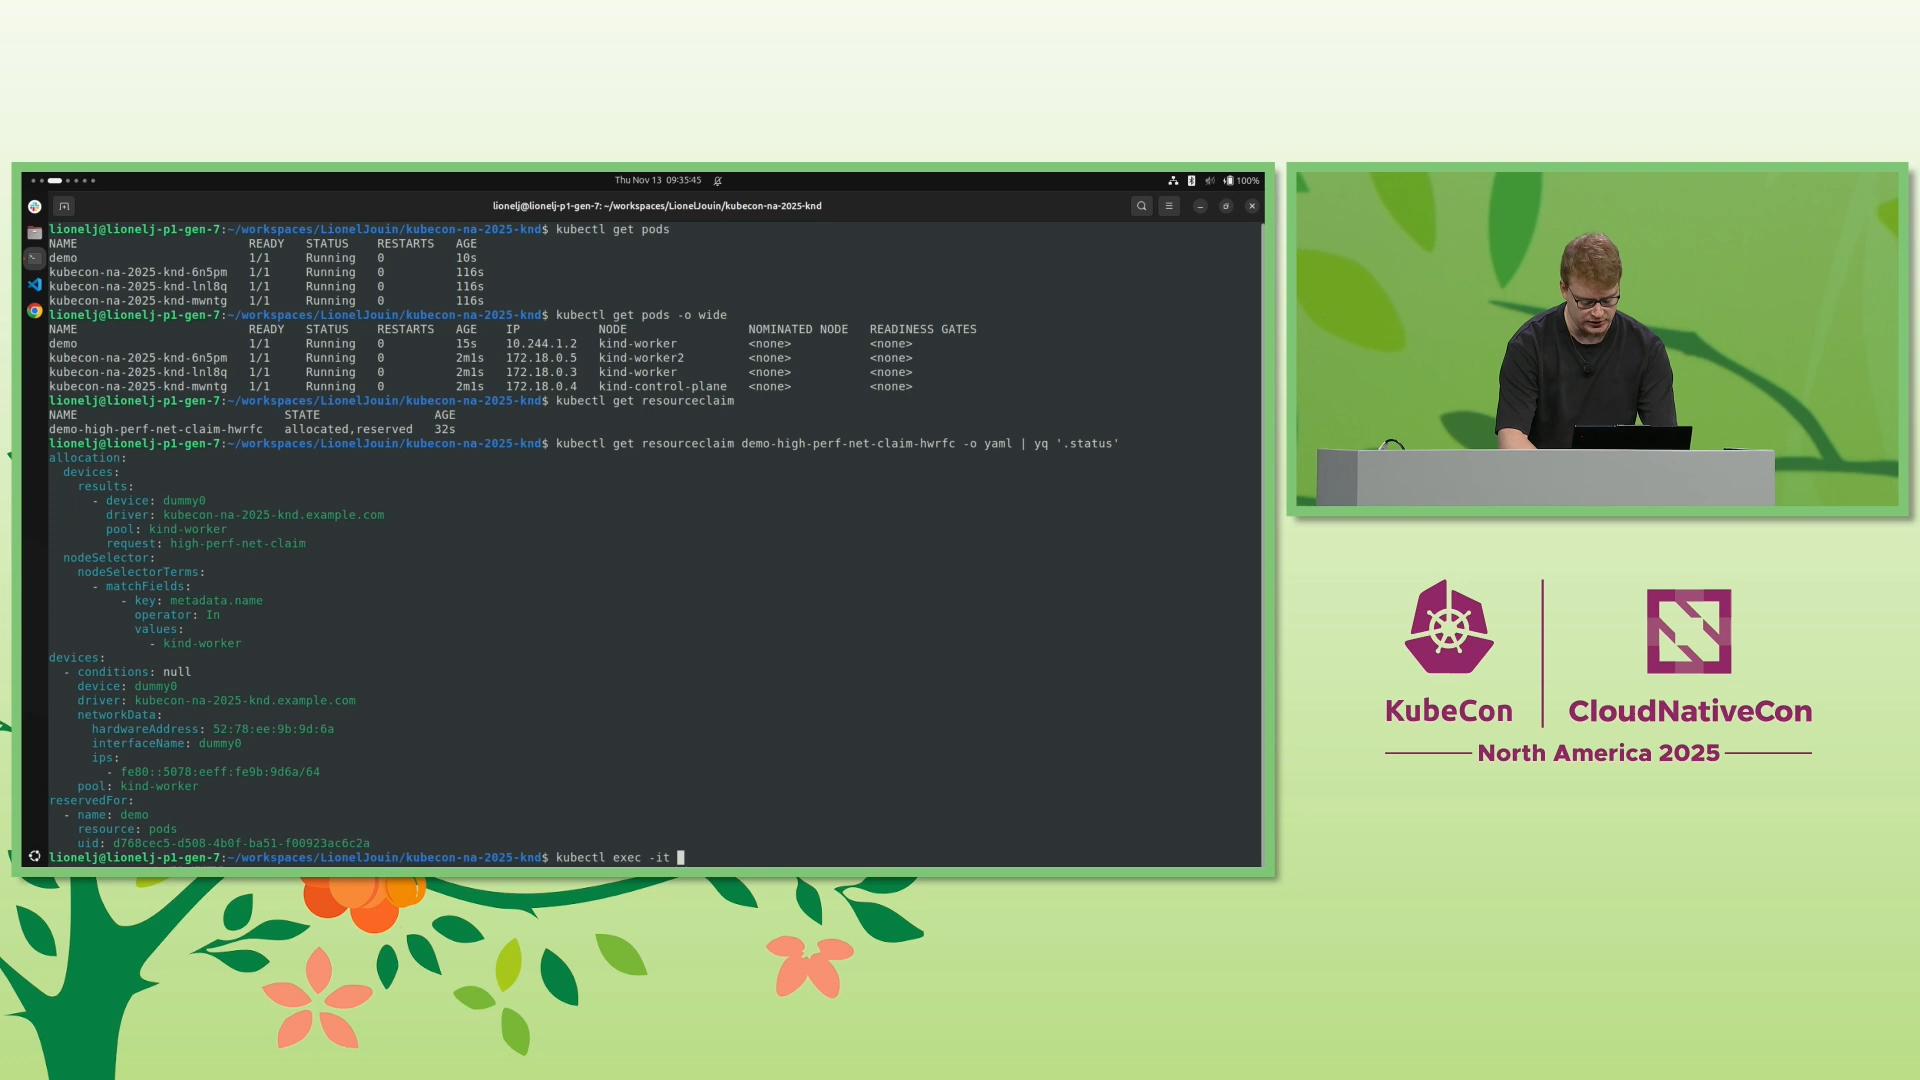 Thu Nov 13 09:35:45
100%
lionelj@lionelj-p1-gen-7: ~/workspaces/LionelJouin/kubecon-na-2025-knd
lionelj@lionelj-p1-gen-7:~/workspaces/LionelJouin/kubecon-na-2025-knd$ kubectl get pods
NAME READY STATUS RESTARTS AGE
demo 1/1 Running 0 10s
kubecon-na-2025-knd-6n5pm 1/1 Running 0 116s
kubecon-na-2025-knd-lnl8q 1/1 Running 0 116s
kubecon-na-2025-knd-mwntg 1/1 Running 0 116s
lionelj@lionelj-p1-gen-7:~/workspaces/LionelJouin/kubecon-na-2025-knd$ kubectl get pods -o wide
NAME READY STATUS RESTARTS AGE IP NODE NOMINATED NODE READINESS GATES
demo 1/1 Running 0 15s 10.244.1.2 kind-worker <none> <none>
kubecon-na-2025-knd-6n5pm 1/1 Running 0 2m1s 172.18.0.5 kind-worker2 <none> <none>
kubecon-na-2025-knd-lnl8q 1/1 Running 0 2m1s 172.18.0.3 kind-worker <none> <none>
kubecon-na-2025-knd-mwntg 1/1 Running 0 2m1s 172.18.0.4 kind-control-plane <none> <none>
lionelj@lionelj-p1-gen-7:~/workspaces/LionelJouin/kubecon-na-2025-knd$ kubectl get resourceclaim
NAME STATE AGE
demo-high-perf-net-claim-hwrfc allocated,reserved 32s
lionelj@lionelj-p1-gen-7:~/workspaces/LionelJouin/kubecon-na-2025-knd$ kubectl get resourceclaim demo-high-perf-net-claim-hwrfc -o yaml | yq '.status'
allocation:
devices:
results:
- device: dummy0
driver: kubecon-na-2025-knd.example.com
pool: kind-worker
request: high-perf-net-claim
nodeSelector:
nodeSelectorTerms:
- matchFields:
- key: metadata.name
operator: In
values:
- kind-worker
devices:
- conditions: null
device: dummy0
driver: kubecon-na-2025-knd.example.com
networkData:
hardwareAddress: 52:78:ee:9b:9d:6a
interfaceName: dummy0
ips:
- fe80::5078:eeff:fe9b:9d6a/64
pool: kind-worker
reservedFor:
- name: demo
resource: pods
uid: d768cec5-d508-4b0f-ba51-f00923ac6c2a
lionelj@lionelj-p1-gen-7:~/workspaces/LionelJouin/kubecon-na-2025-knd$ kubectl exec -it
KubeCon
CloudNativeCon
North America 2025